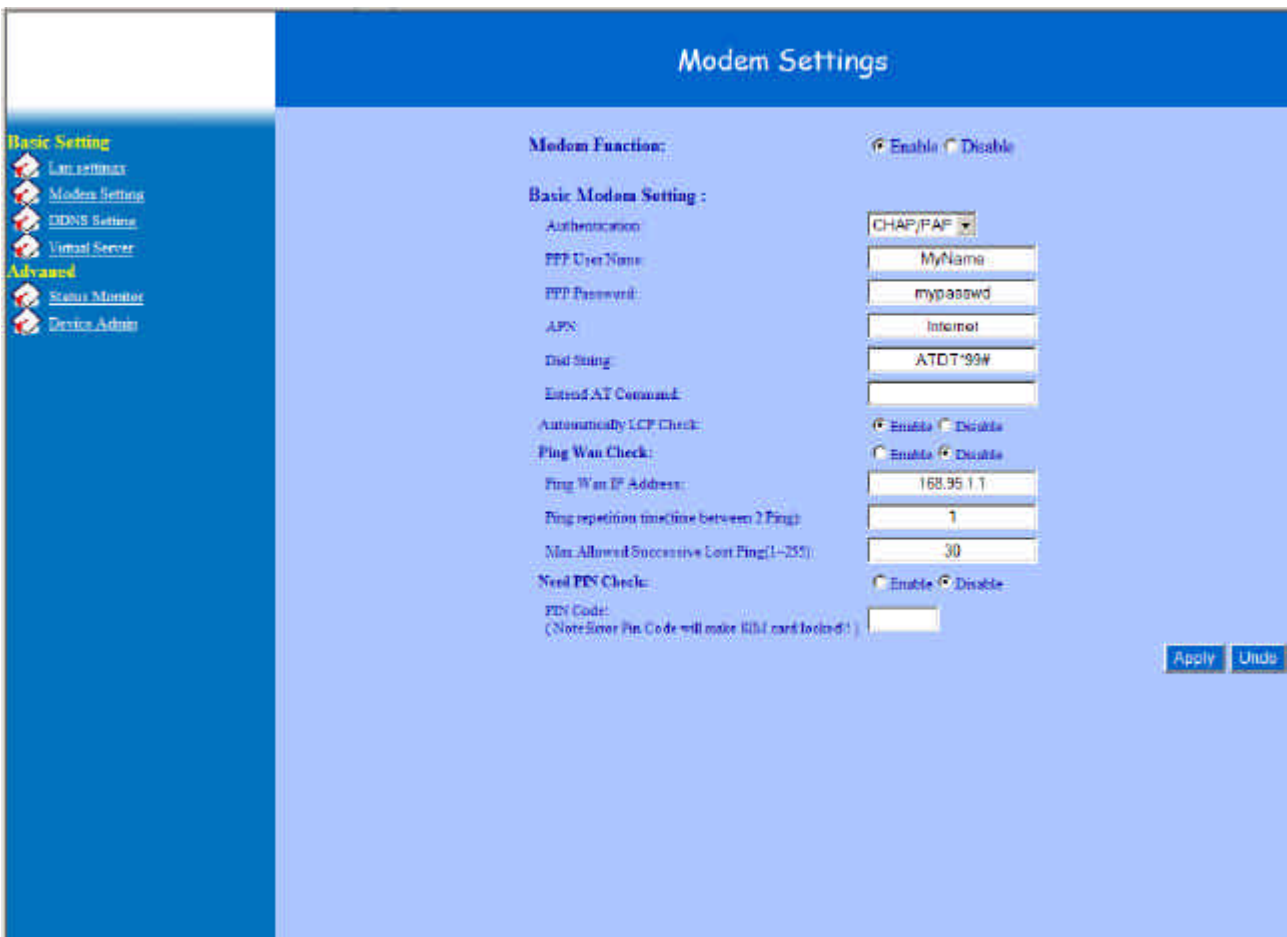 Modem Settings
Basic Setting
Lan settings
Modem Setting
DDNS Setting
Virtual Server
Advaned
Status Monitor
Device Admin
Modem Function: Enable Disable
Basic Modem Setting :
Authentication CHAP/PAP
PPP User Name: MyName
PPP Password: mypasswd
APN: Internet
Dial String: ATDT*99#
Extend AT Command:
Automatically LCP Check: Enable Disable
Ping Wan Check: Enable Disable
Ping Wan IP Address: 168.95.1.1
Ping repetition time(time between 2 Ping): 1
Max Allowed Successive Lost Ping(1~255): 30
Need PIN Check: Enable Disable
PIN Code:
( Note:Error Pin Code will make SIM card locked!! )
Apply Undo